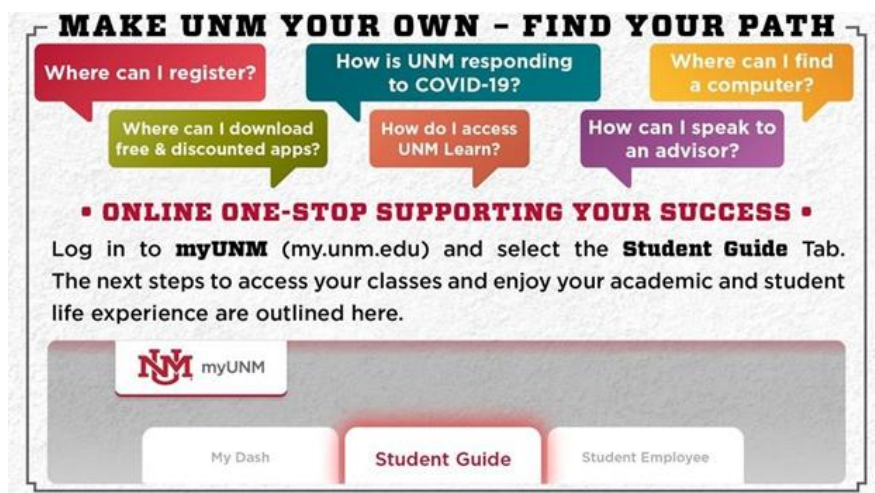 MAKE UNM YOUR OWN – FIND YOUR PATH
Where can I register?
How is UNM responding
to COVID-19?
Where can I find
a computer?
Where can I download
free & discounted apps?
How do I access
UNM Learn?
How can I speak to
an advisor?
• ONLINE ONE-STOP SUPPORTING YOUR SUCCESS •
Log in to myUNM (my.unm.edu) and select the Student Guide Tab.
The next steps to access your classes and enjoy your academic and student
life experience are outlined here.
UNM myUNM
My Dash
Student Guide
Student Employee